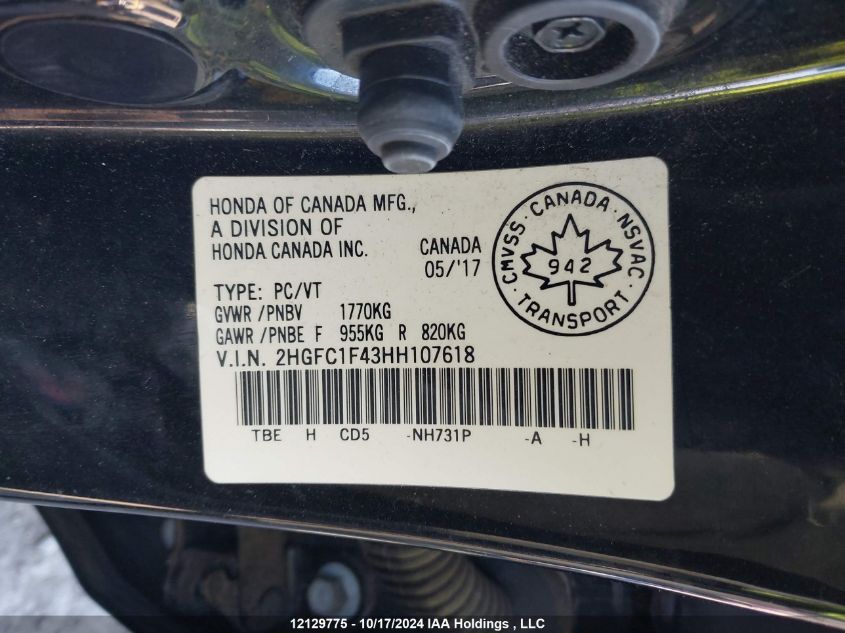 HONDA OF CANADA MFG.,
A DIVISION OF
HONDA CANADA INC.
CANADA
05/'17
CMVSS · CANADA · NSVAC
942
· TRANSPORT ·
TYPE: PC/VT
GVWR /PNBV 1770KG
GAWR /PNBE F 955KG R 820KG
V.I.N. 2HGFC1F43HH107618
TBE H CD5 -NH731P -A -H
12129775 - 10/17/2024 IAA Holdings , LLC